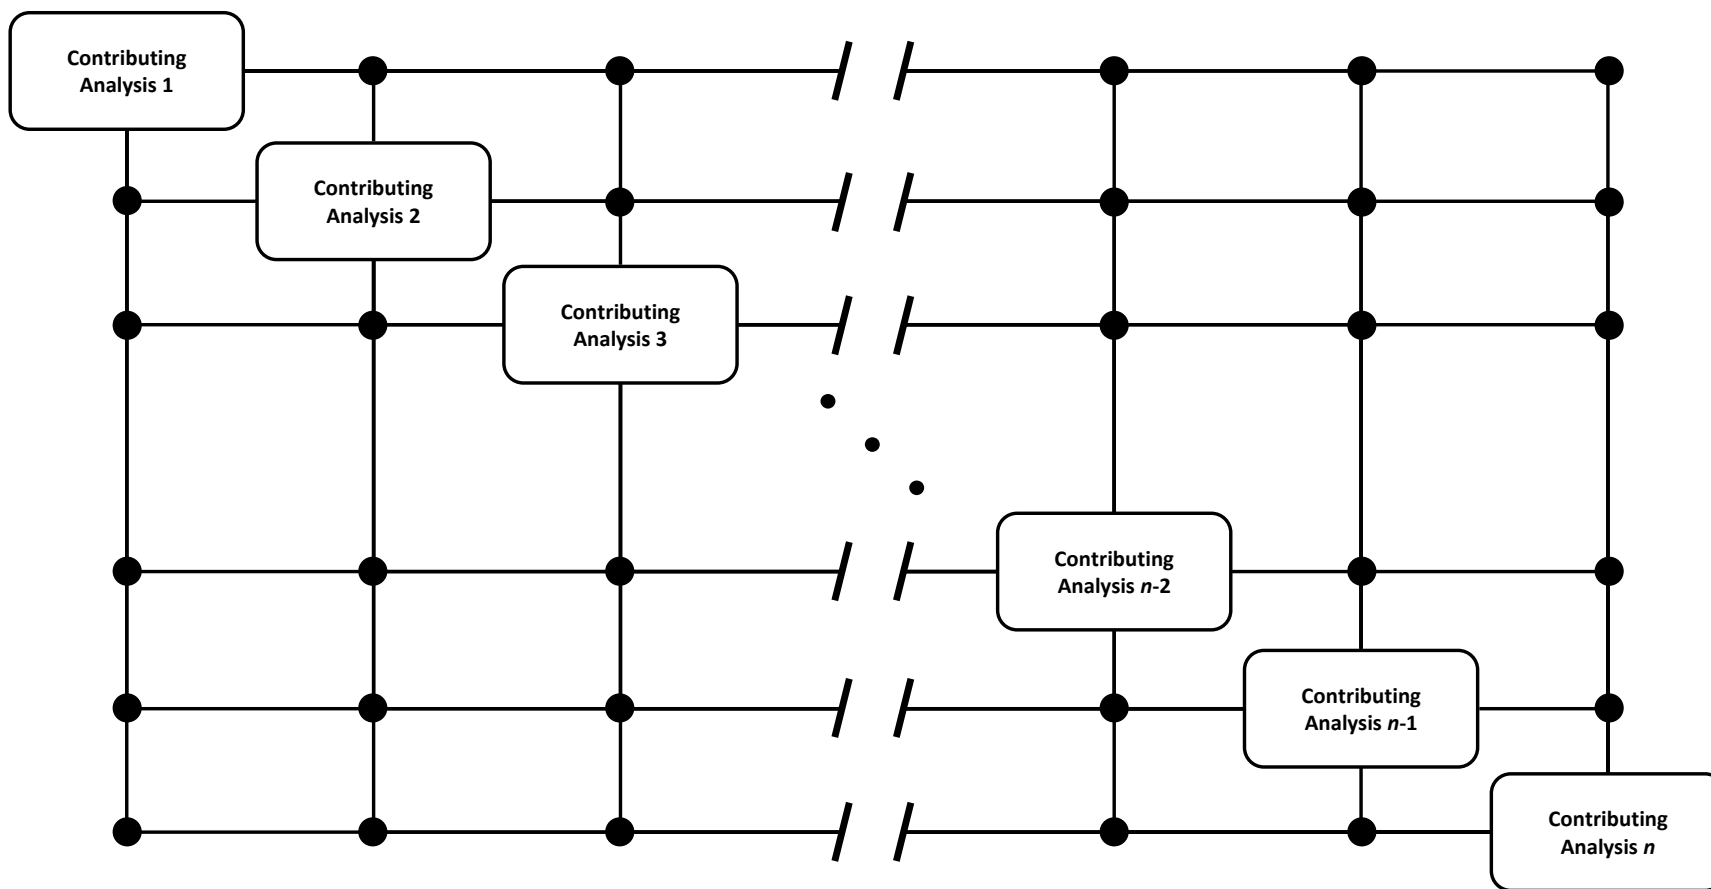 Contributing
Analysis 1
Contributing
Analysis 2
Contributing
Analysis 3
Contributing
Analysis n-2
Contributing
Analysis n-1
Contributing
Analysis n